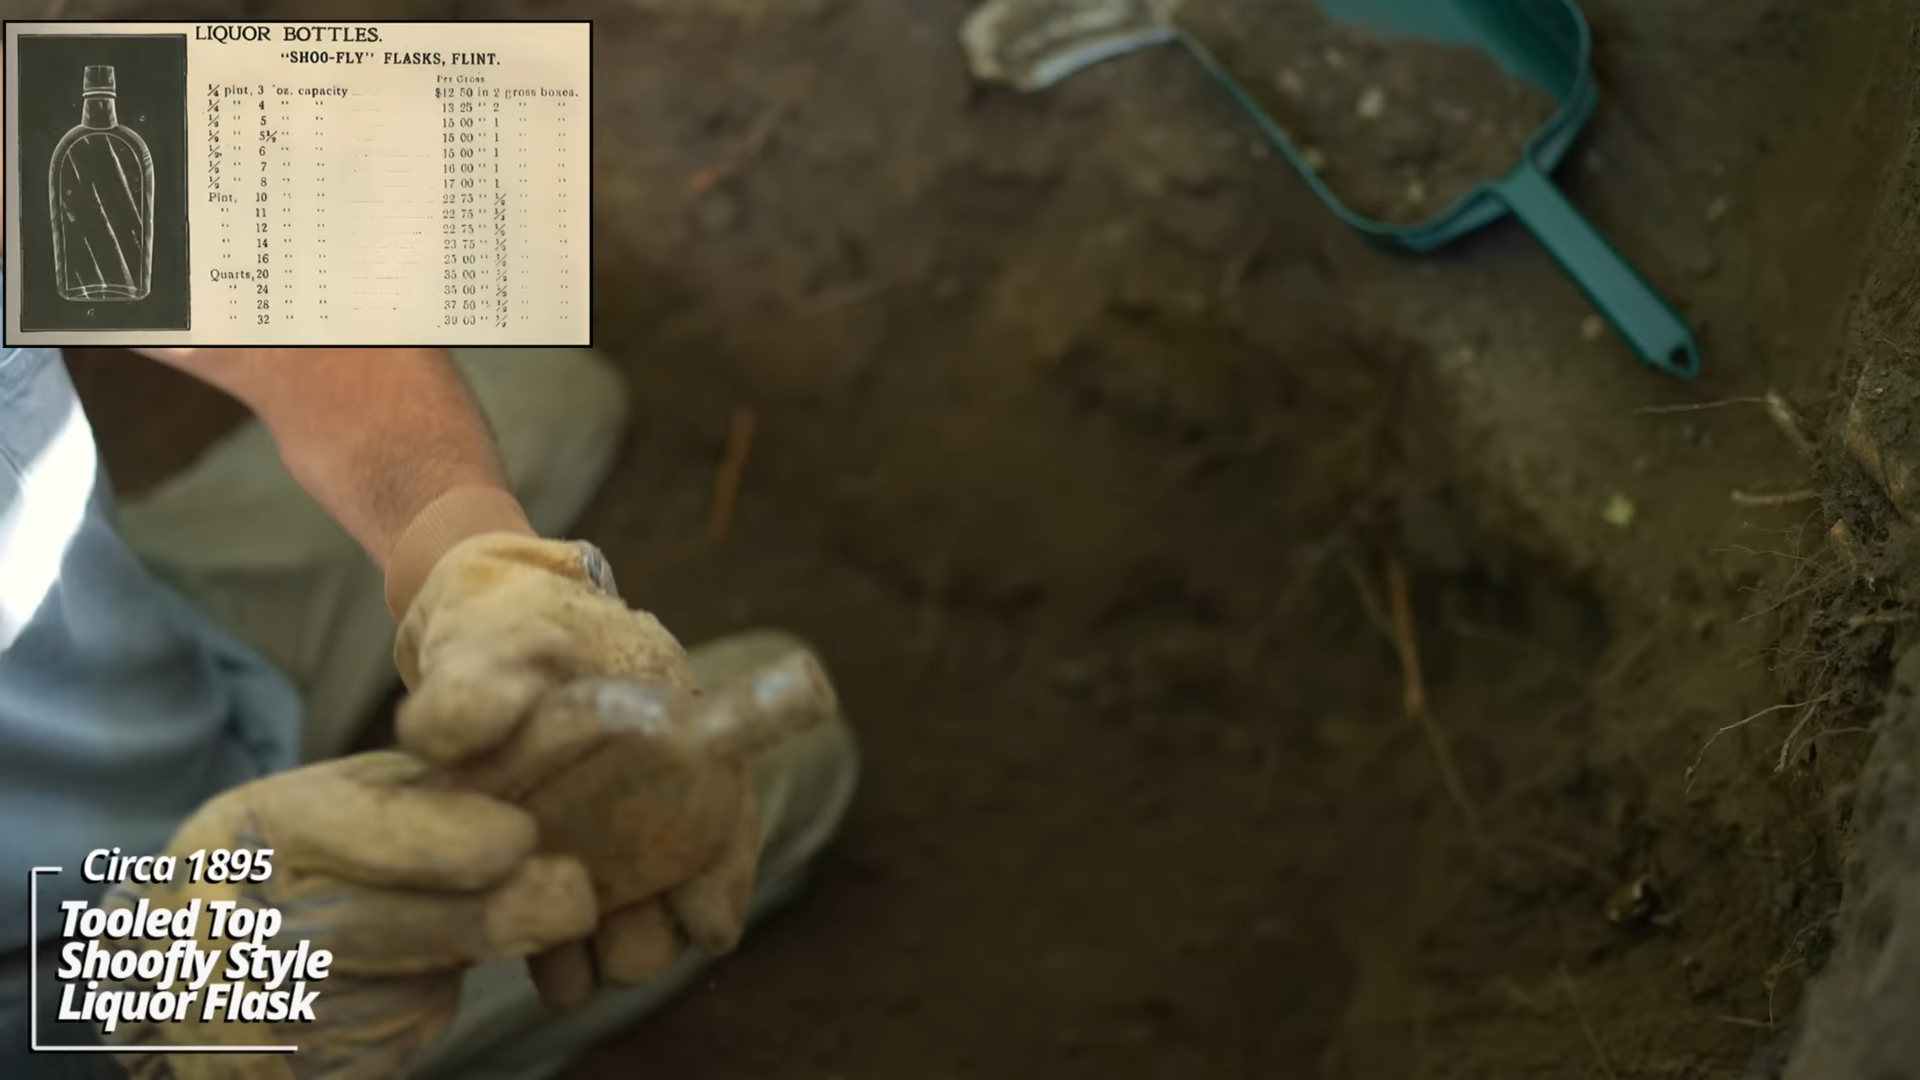 LIQUOR BOTTLES.
"SHOO-FLY" FLASKS, FLINT.
Per Gross
¼ pint, 3 oz. capacity $12 50 in 2 gross boxes.
¼ " 4 " " 13 25 " 2 " "
½ " 5 " " 15 00 " 1 " "
½ " 5½ " " 15 00 " 1 " "
½ " 6 " " 15 00 " 1 " "
½ " 7 " " 16 00 " 1 " "
½ " 8 " " 17 00 " 1 " "
Pint, 10 " " 22 75 " ½ " "
" 11 " " 22 75 " ½ " "
" 12 " " 22 75 " ½ " "
" 14 " " 23 75 " ½ " "
" 16 " " 25 00 " ½ " "
Quarts, 20 " " 35 00 " ½ " "
" 24 " " 35 00 " ½ " "
" 28 " " 37 50 " ½ " "
" 32 " " 39 00 " ½ " "
Circa 1895
Tooled Top
Shoofly Style
Liquor Flask